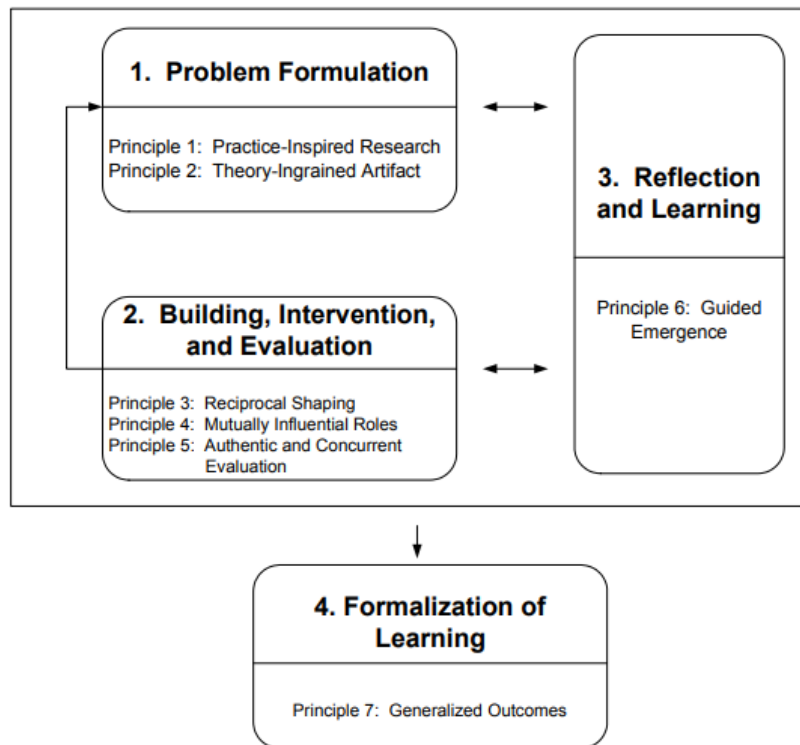 1. Problem Formulation
Principle 1: Practice-Inspired Research
Principle 2: Theory-Ingrained Artifact
2. Building, Intervention,
and Evaluation
Principle 3: Reciprocal Shaping
Principle 4: Mutually Influential Roles
Principle 5: Authentic and Concurrent
Evaluation
3. Reflection
and Learning
Principle 6: Guided
Emergence
4. Formalization of
Learning
Principle 7: Generalized Outcomes